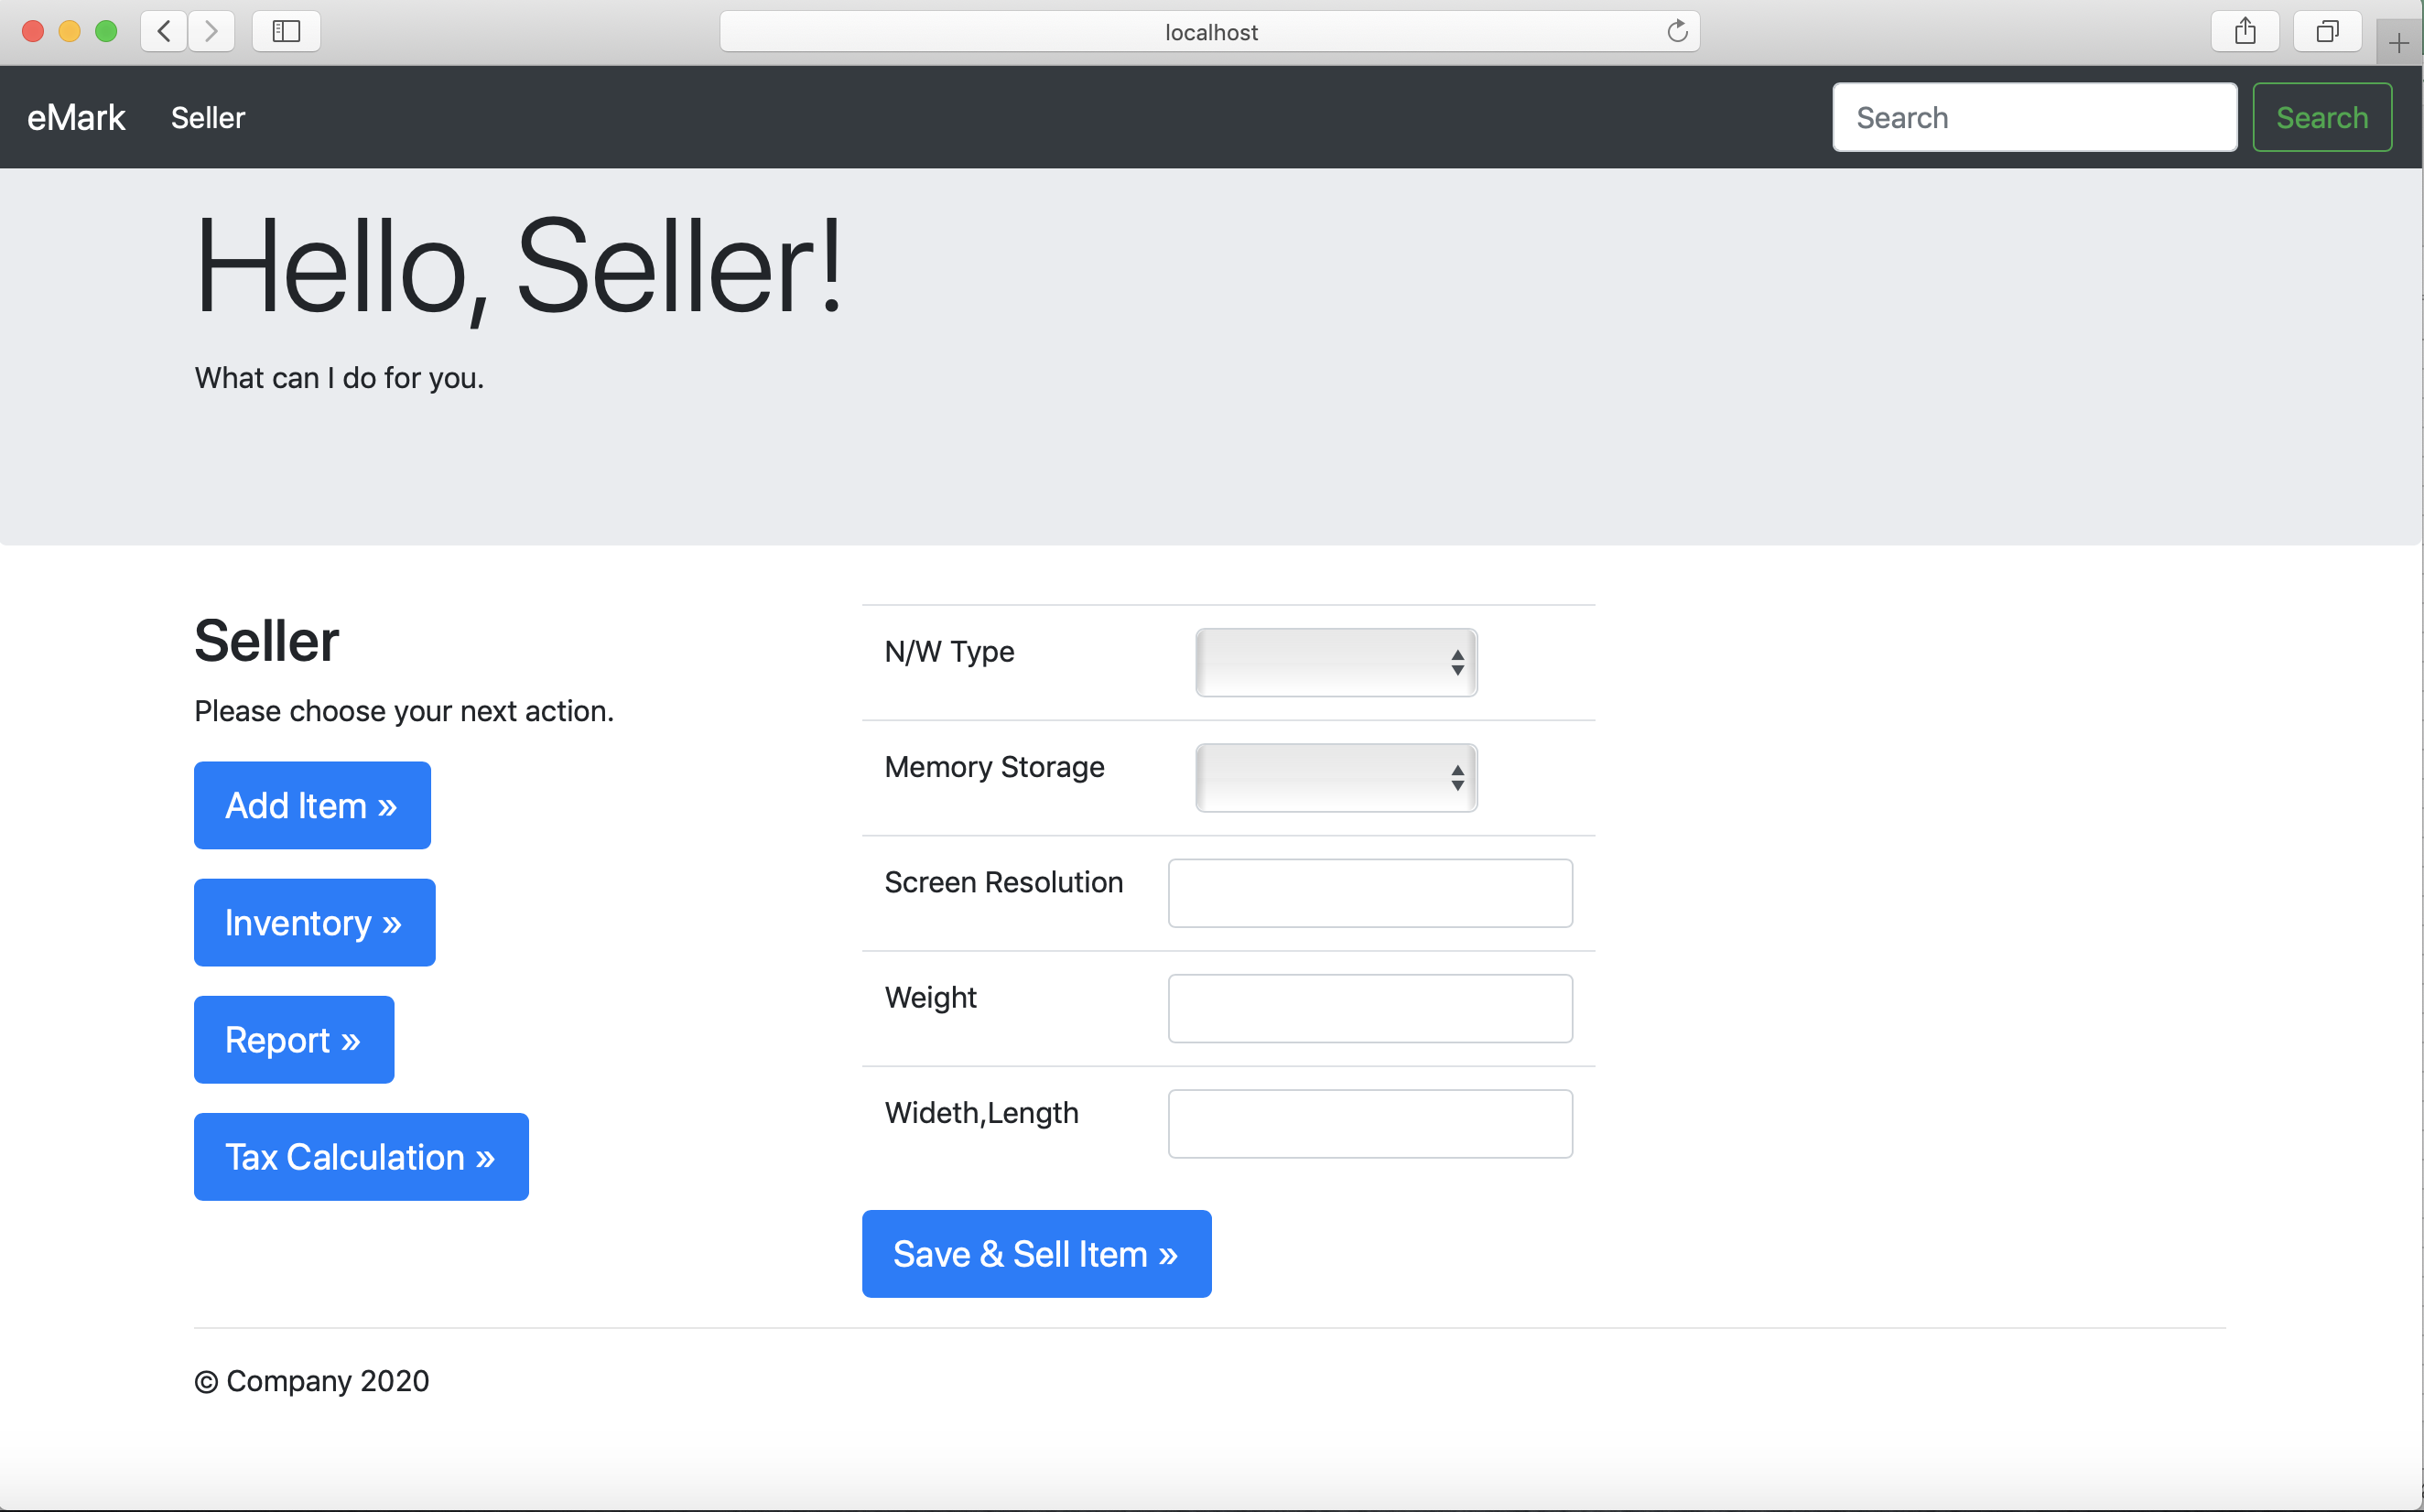 localhost
eMark Seller Search Search
Hello, Seller!
What can I do for you.
Seller
Please choose your next action.
Add Item »
Inventory »
Report »
Tax Calculation »
N/W Type
Memory Storage
Screen Resolution
Weight
Wideth,Length
Save & Sell Item »
© Company 2020